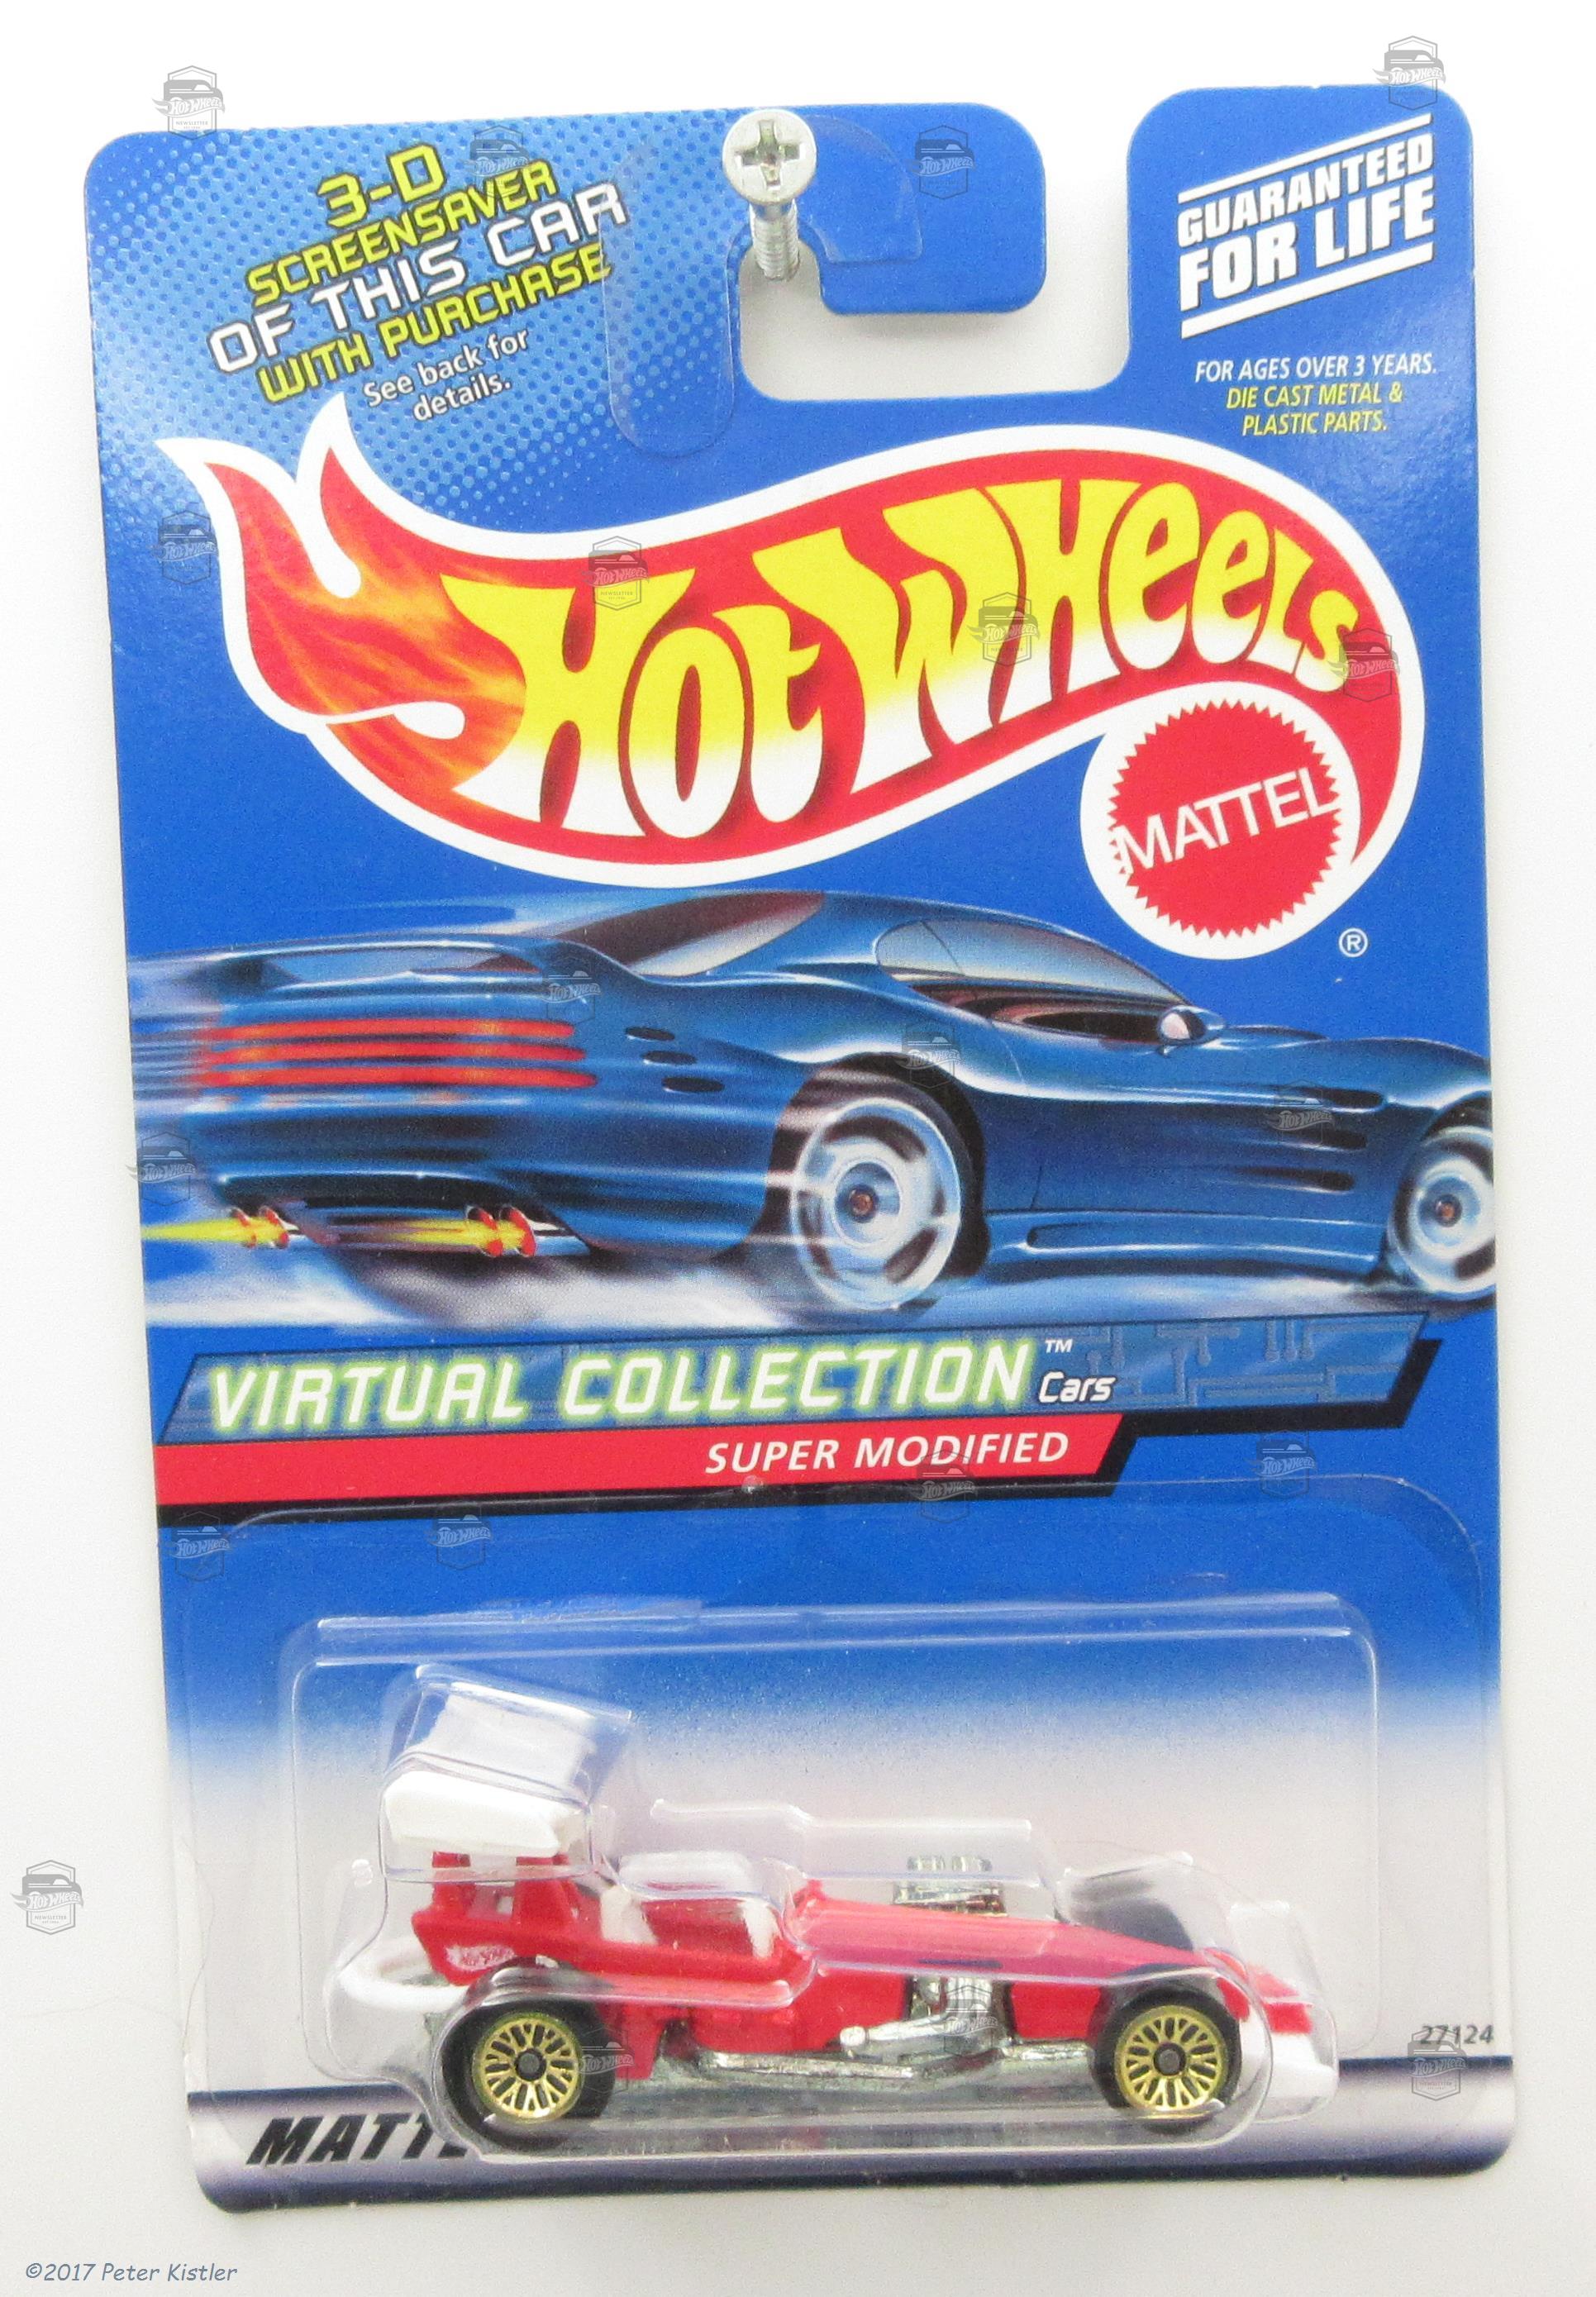 3-D
SCREENSAVER
OF THIS CAR
WITH PURCHASE
See back for
details.
GUARANTEED
FOR LIFE
FOR AGES OVER 3 YEARS.
DIE CAST METAL &
PLASTIC PARTS.
HOT WHEELS
MATTEL
®
VIRTUAL COLLECTION™
Cars
SUPER MODIFIED
27124
©2017 Peter Kistler